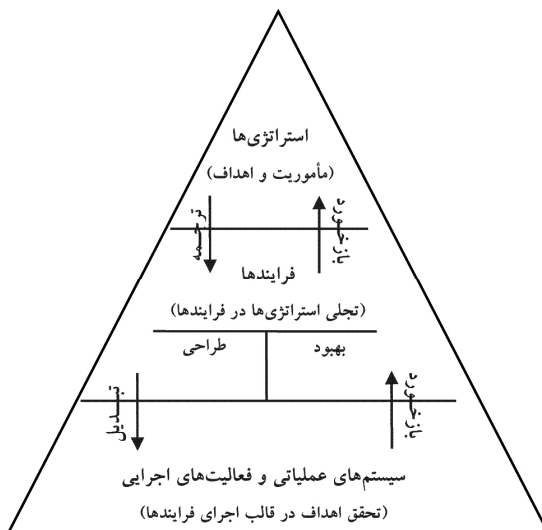 استراتژی‌ها
(مأموریت و اهداف)
ترجمه
بازخورد
فرایندها
(تجلی استراتژی‌ها در فرایندها)
بهبود
طراحی
بازخورد
تبدیل
سیستم‌های عملیاتی و فعالیت‌های اجرایی
(تحقق اهداف در قالب اجرای فرایندها)